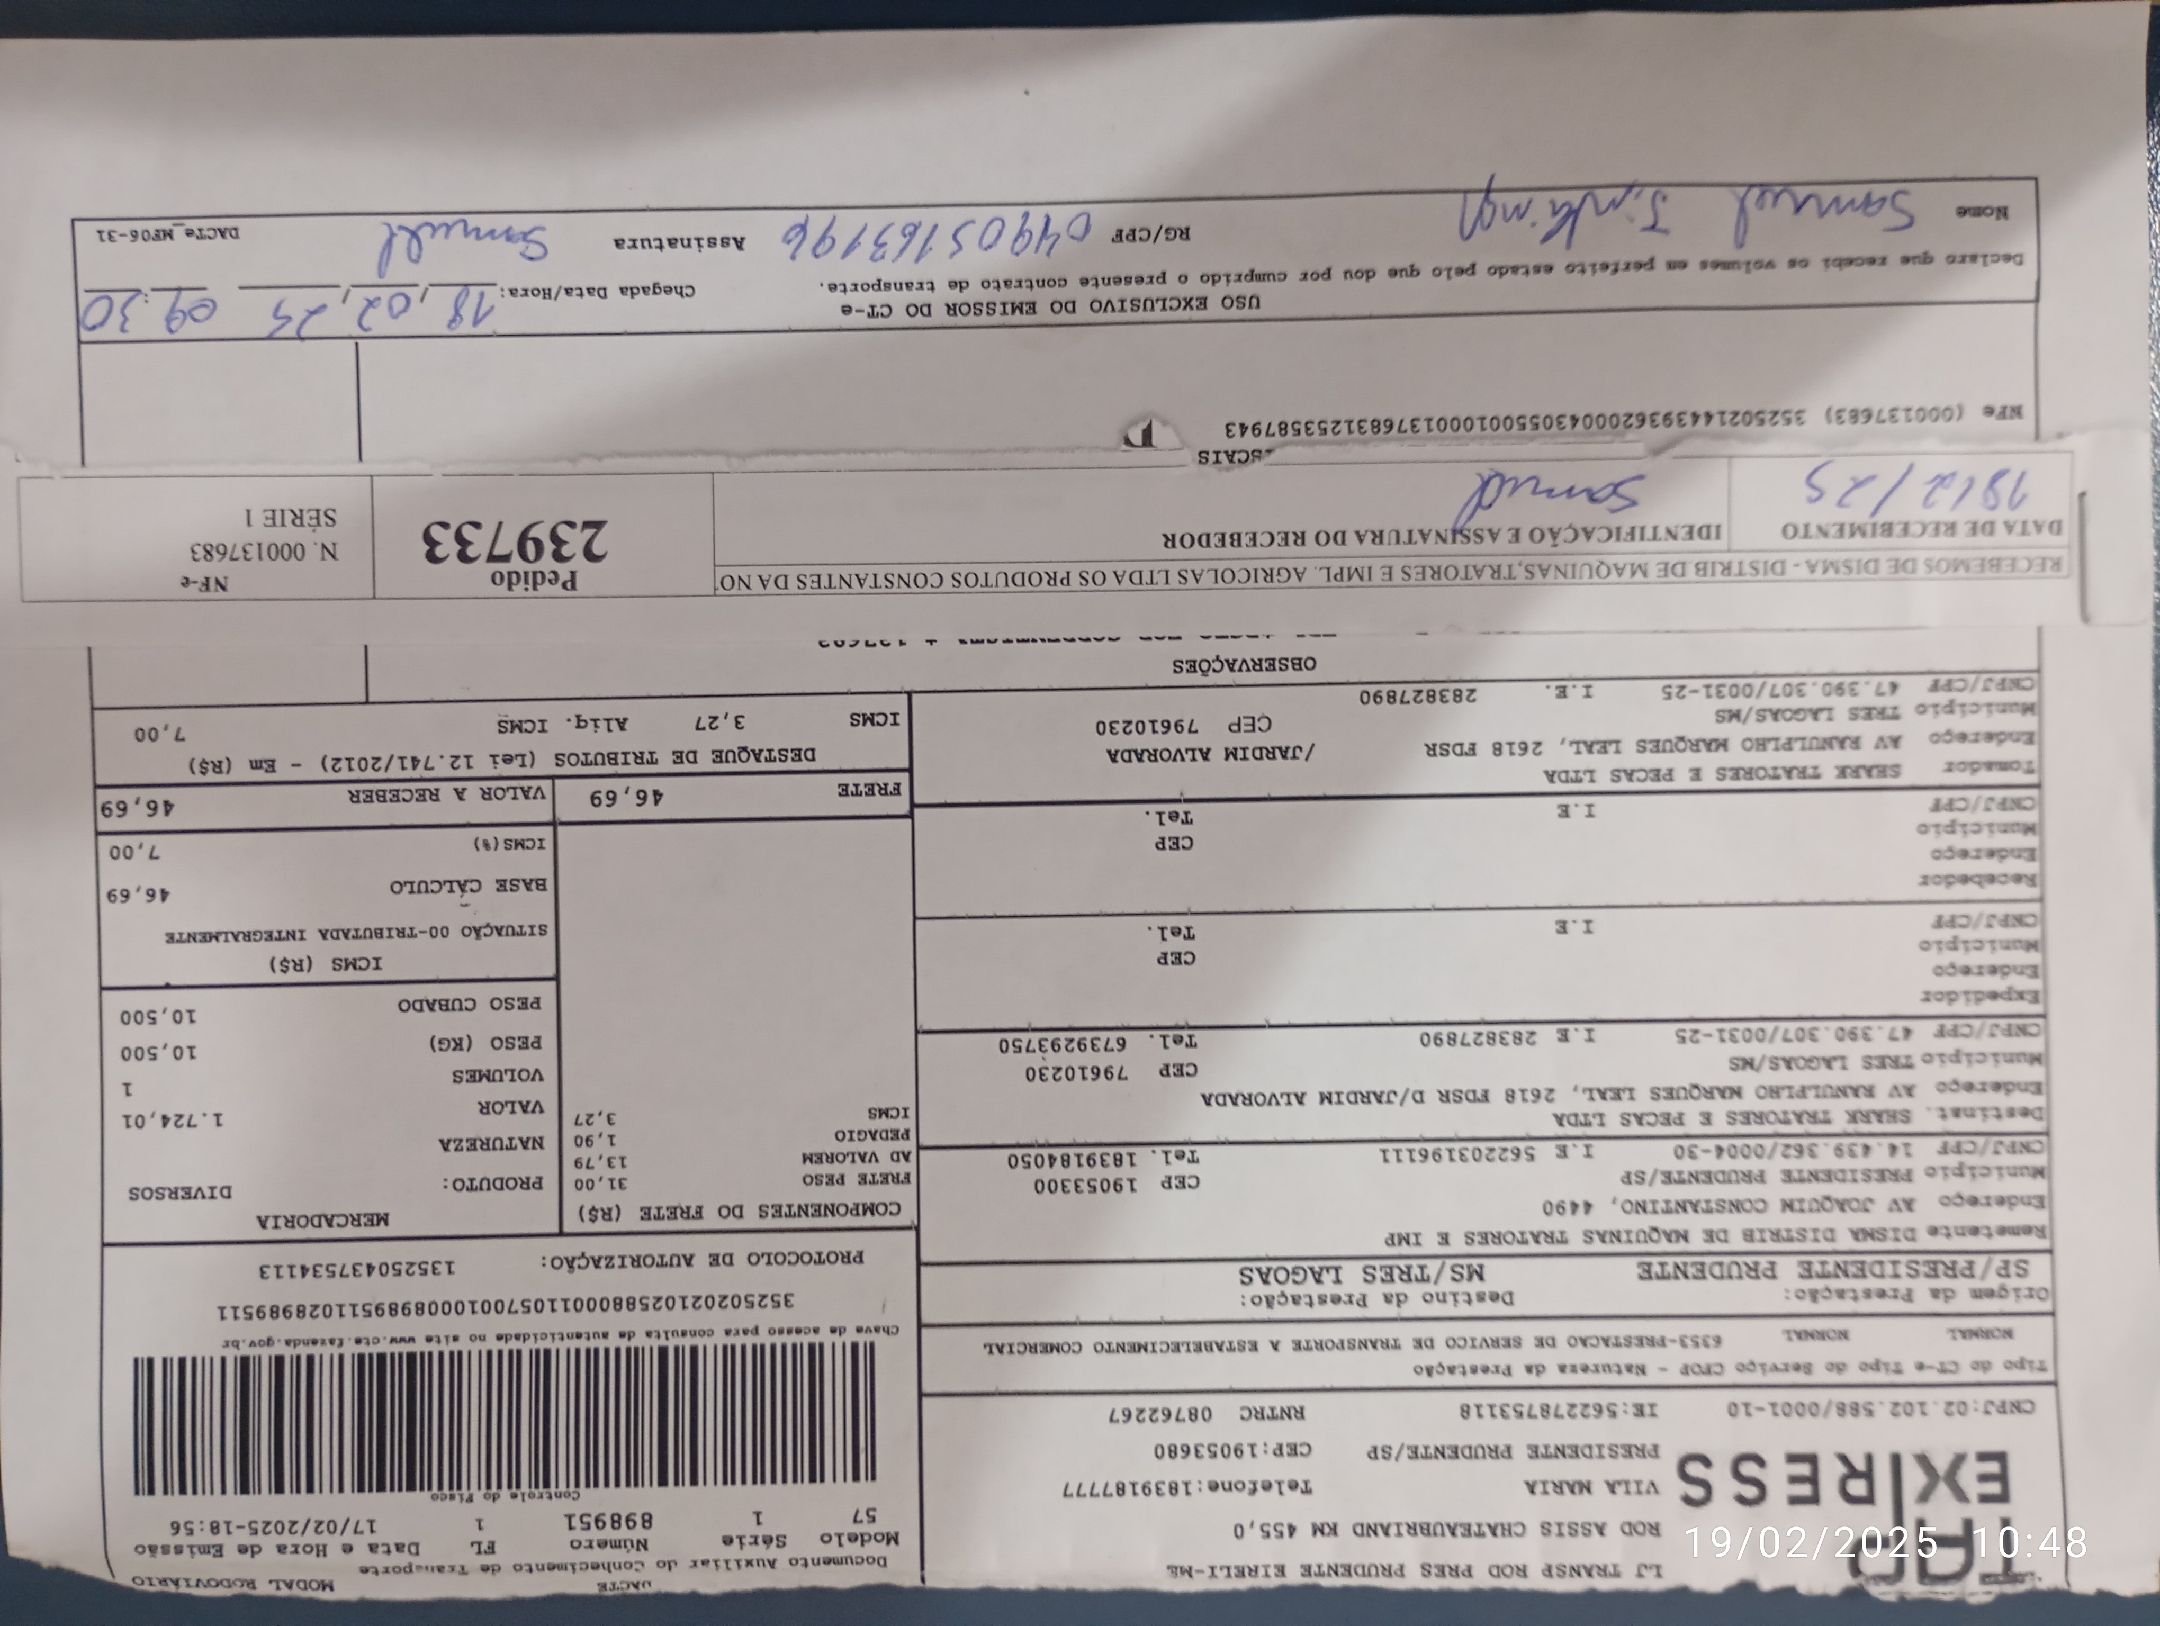 LJ TRANSP ROD PRES PRUDENTE EIRELI-ME
ROD ASSIS CHATEAUBRIAND KM 455,0
VILA MARIA Telefone:1839187777
PRESIDENTE PRUDENTE/SP CEP:19053680
EXPRESS
CNPJ:02.102.588/0001-10 IE:562278753118 RNTRC 08762267
DACTE MODAL RODOVIÁRIO
Documento Auxiliar do Conhecimento de Transporte
Modelo Série Número FL Data e Hora de Emissão
57 1 898951 1 17/02/2025-18:56
Controle do Fisco
Chave de acesso para consulta de autenticidade no site www.cte.fazenda.gov.br
35250202102588000110570010008989511028989511
PROTOCOLO DE AUTORIZAÇÃO: 135250437534113
Tipo do CT-e Tipo do Serviço CFOP - Natureza da Prestação
NORMAL NORMAL 6353-PRESTACAO DE SERVICO DE TRANSPORTE A ESTABELECIMENTO COMERCIAL
Origem da Prestação: Destino da Prestação:
SP/PRESIDENTE PRUDENTE MS/TRES LAGOAS
Remetente DISMA DISTRIB DE MAQUINAS TRATORES E IMP
Endereço AV JOAQUIM CONSTANTINO, 4490
Município PRESIDENTE PRUDENTE/SP CEP 19053300
CNPJ/CPF 14.439.362/0004-30 I.E 562203196111 Tel. 1839184050
Destinat. SHARK TRATORES E PECAS LTDA
Endereço AV RANULPLHO MARQUES LEAL, 2618 FDSR D/JARDIM ALVORADA
Município TRES LAGOAS/MS CEP 79610230
CNPJ/CPF 47.390.307/0031-25 I.E 283827890 Tel. 6739293750
Expedidor
Endereço
Município CEP
CNPJ/CPF I.E Tel.
Recebedor
Endereço
Município CEP
CNPJ/CPF I.E Tel.
Tomador SHARK TRATORES E PECAS LTDA
Endereço AV RANULPLHO MARQUES LEAL, 2618 FDSR /JARDIM ALVORADA
Município TRES LAGOAS/MS CEP 79610230
CNPJ/CPF 47.390.307/0031-25 I.E. 283827890
COMPONENTES DO FRETE (R$)
FRETE PESO 31,00
AD VALOREM 13,79
PEDAGIO 1,90
ICMS 3,27
MERCADORIA
PRODUTO: DIVERSOS
NATUREZA
VALOR 1.724,01
VOLUMES 1
PESO (KG) 10,500
PESO CUBADO 10,500
ICMS (R$)
SITUAÇÃO 00-TRIBUTADA INTEGRALMENTE
BASE CÁLCULO 46,69
ICMS(%) 7,00
FRETE 46,69 VALOR A RECEBER 46,69
DESTAQUE DE TRIBUTOS (Lei 12.741/2012) - Em (R$)
ICMS 3,27 Aliq. ICMS 7,00
OBSERVAÇÕES
RECEBEMOS DE DISMA - DISTRIB DE MAQUINAS,TRATORES E IMPL. AGRICOLAS LTDA OS PRODUTOS CONSTANTES DA NO
DATA DE RECEBIMENTO IDENTIFICAÇÃO E ASSINATURA DO RECEBEDOR
18/2/25 Samuel
Pedido
239733
NF-e
N. 000137683
SÉRIE 1
ISCAIS
NFe (000137683) 35250214439362000430550010001376831253587943
USO EXCLUSIVO DO EMISSOR DO CT-e
Declaro que recebi os volumes em perfeito estado pelo que dou por cumprido o presente contrato de transporte. Chegada Data/Hora: 18,02,25 09:30
Nome Samuel RG/CPF 04905163196 Assinatura Samuel DACTe_MF06-31
19/02/2025 10:48